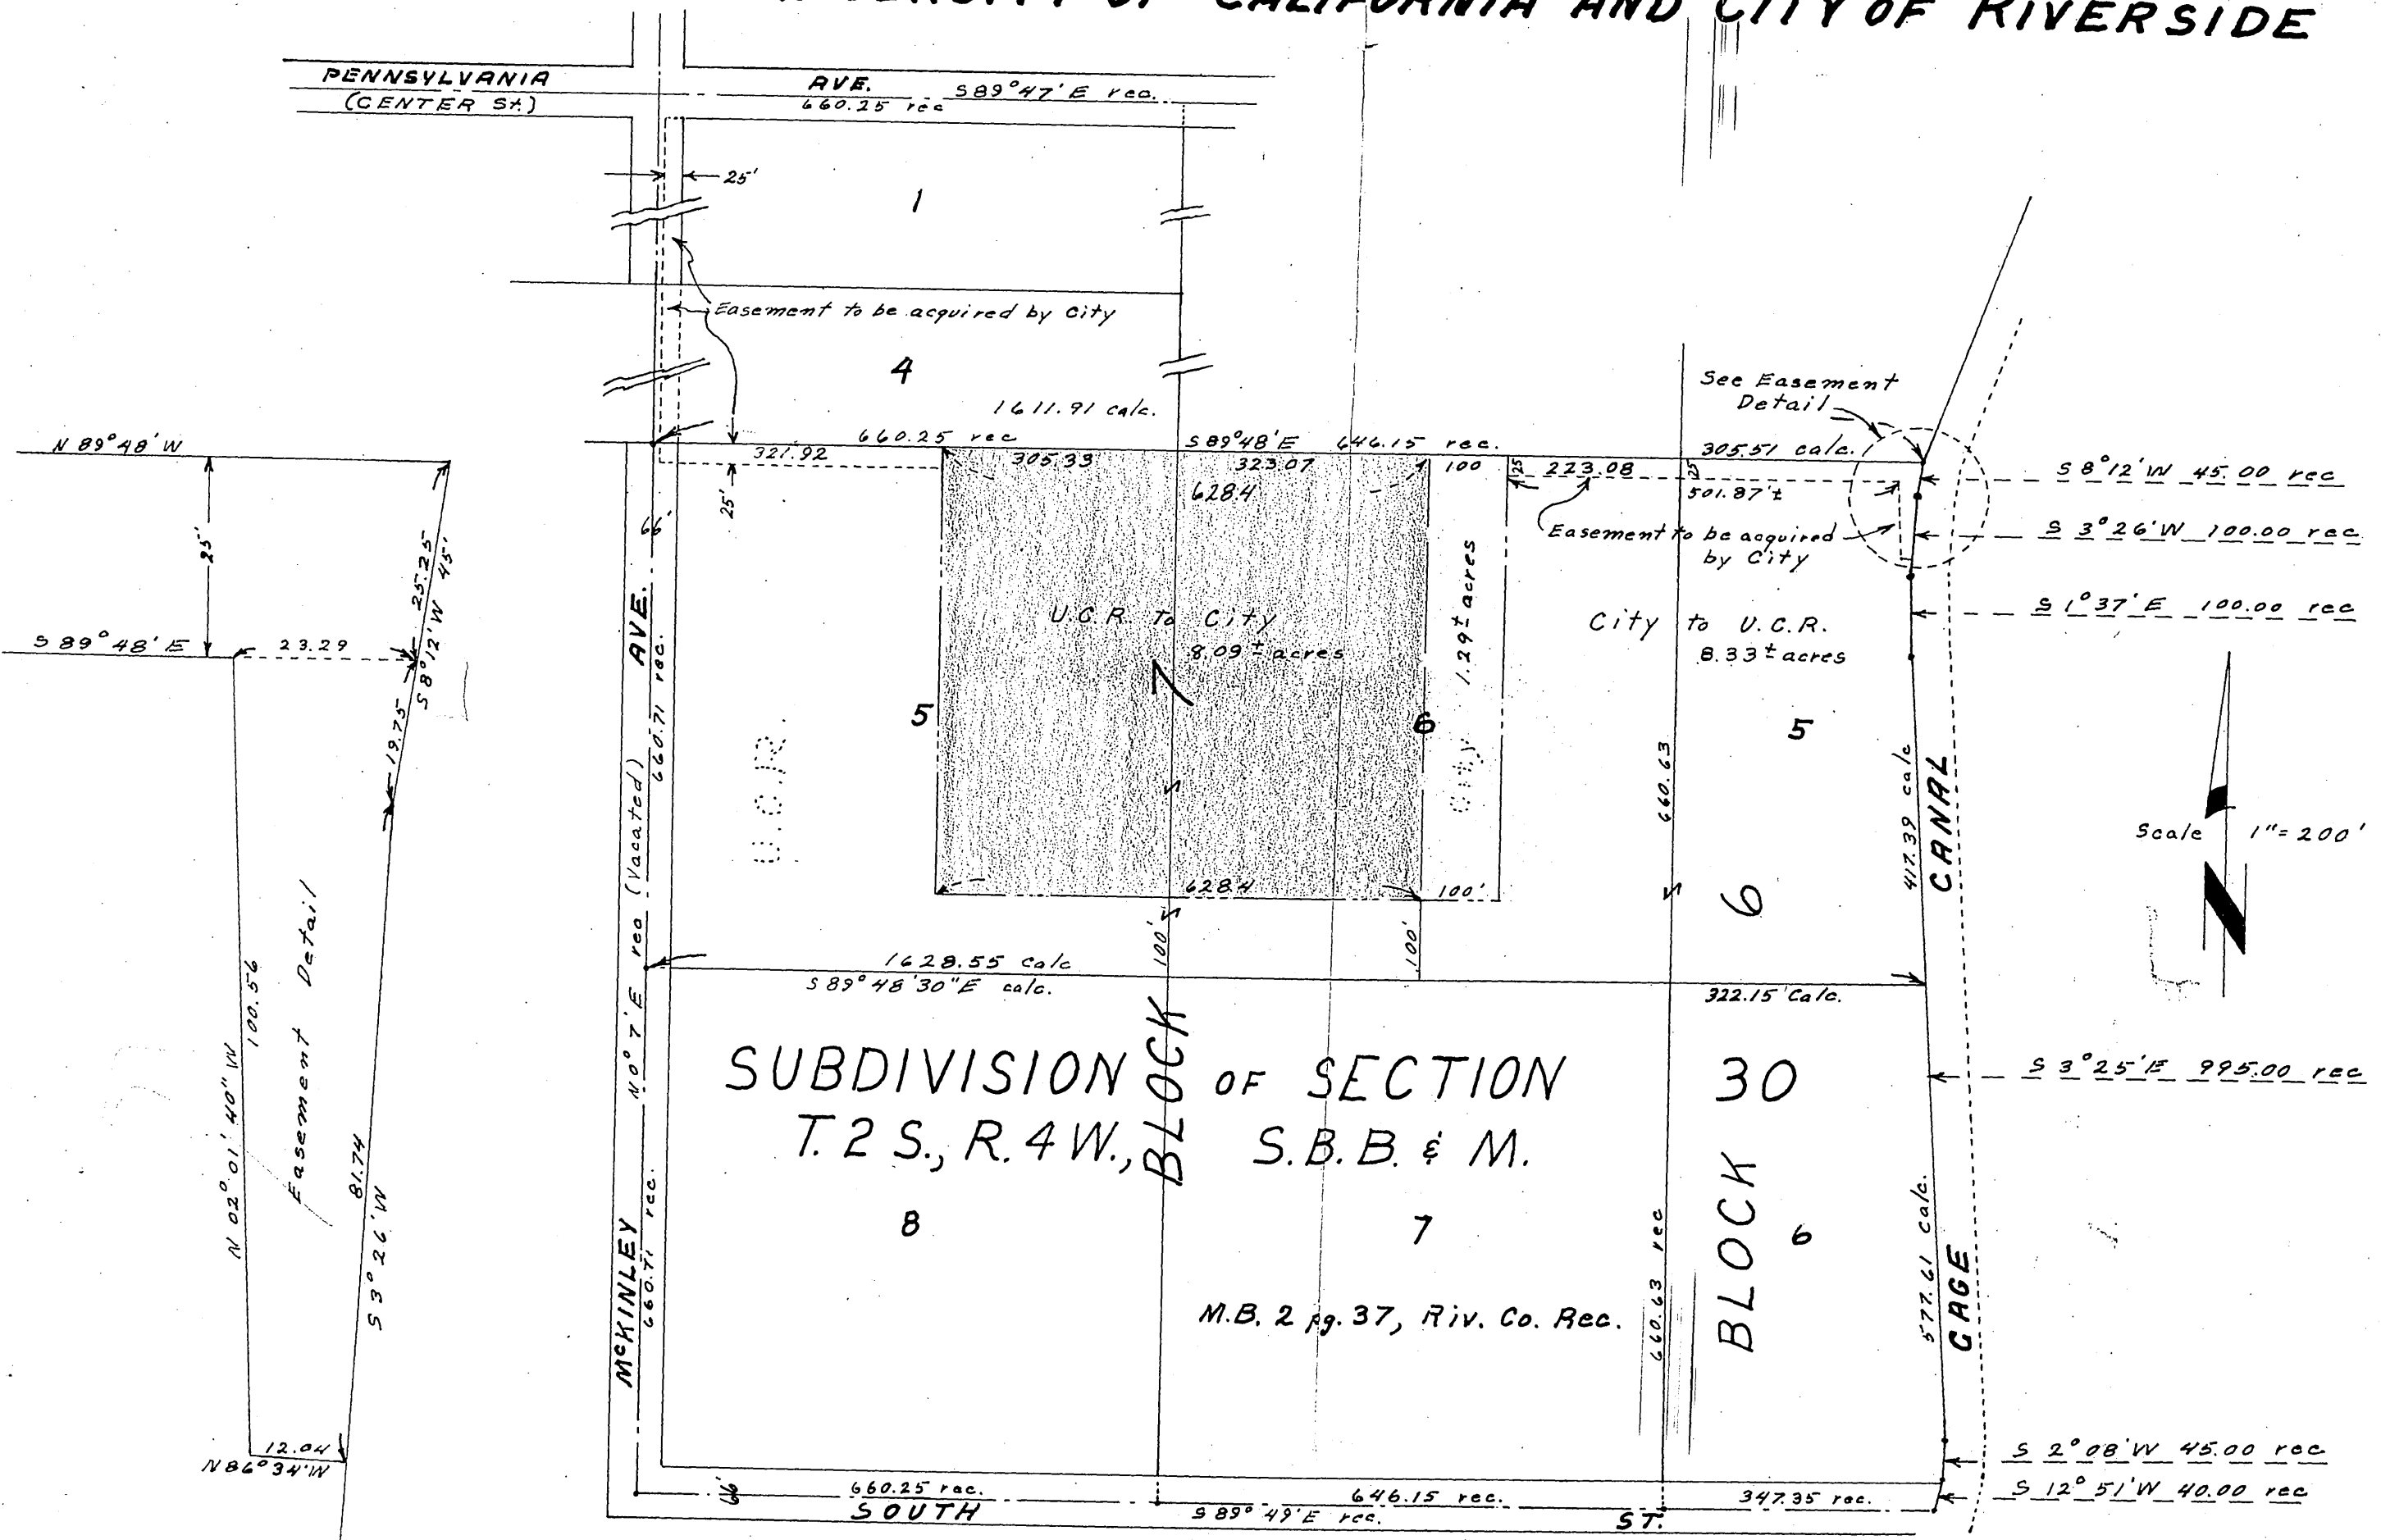 OF CALIFORNIA AND CITY OF RIVERSIDE
PENNSYLVANIA AVE.
(CENTER St.)
S89°47'E rec.
660.25 rec
25'
1
Easement to be acquired by City
4
1611.91 calc.
See Easement
Detail
660.25 rec
S89°48'E 646.15 rec.
305.51 calc.
321.92
305.33
323.07
100
25
223.08
25'
628.4
501.87'±
25'
66'
Easement to be acquired
by City
S 8°12'W 45.00 rec
S 3°26'W 100.00 rec
S 1°37'E 100.00 rec
U.C.R. To City
8.09± acres
1.29± acres
City
City to U.C.R.
8.33± acres
U.C.R.
5
7
6
5
660.71 rec.
660.63
417.39 calc
628.4
100'
100'
100'
6
1628.55 Calc
S89°48'30"E calc.
322.15 Calc.
S 3°25'E 995.00 rec
SUBDIVISION OF SECTION 30
T. 2 S., R. 4 W., S.B.B. & M.
BLOCK
BLOCK
8
7
6
M.B. 2 pg. 37, Riv. Co. Rec.
McKINLEY AVE.
N0°7'E rec (Vacated)
660.71 rec.
660.63 rec
577.61 Calc.
GAGE CANAL
S 2°08'W 45.00 rec
S 12°51'W 40.00 rec
66'
660.25 rec.
646.15 rec.
347.35 rec.
SOUTH ST.
S89°49'E rec.
Scale 1"=200'
N
N 89°48'W
25'
25.25
S8°12'W 45'
S 89°48'E
23.29
19.75
N 02°01'40"W
100.56
Easement Detail
81.74
S 3°26'W
12.04
N86°34'W